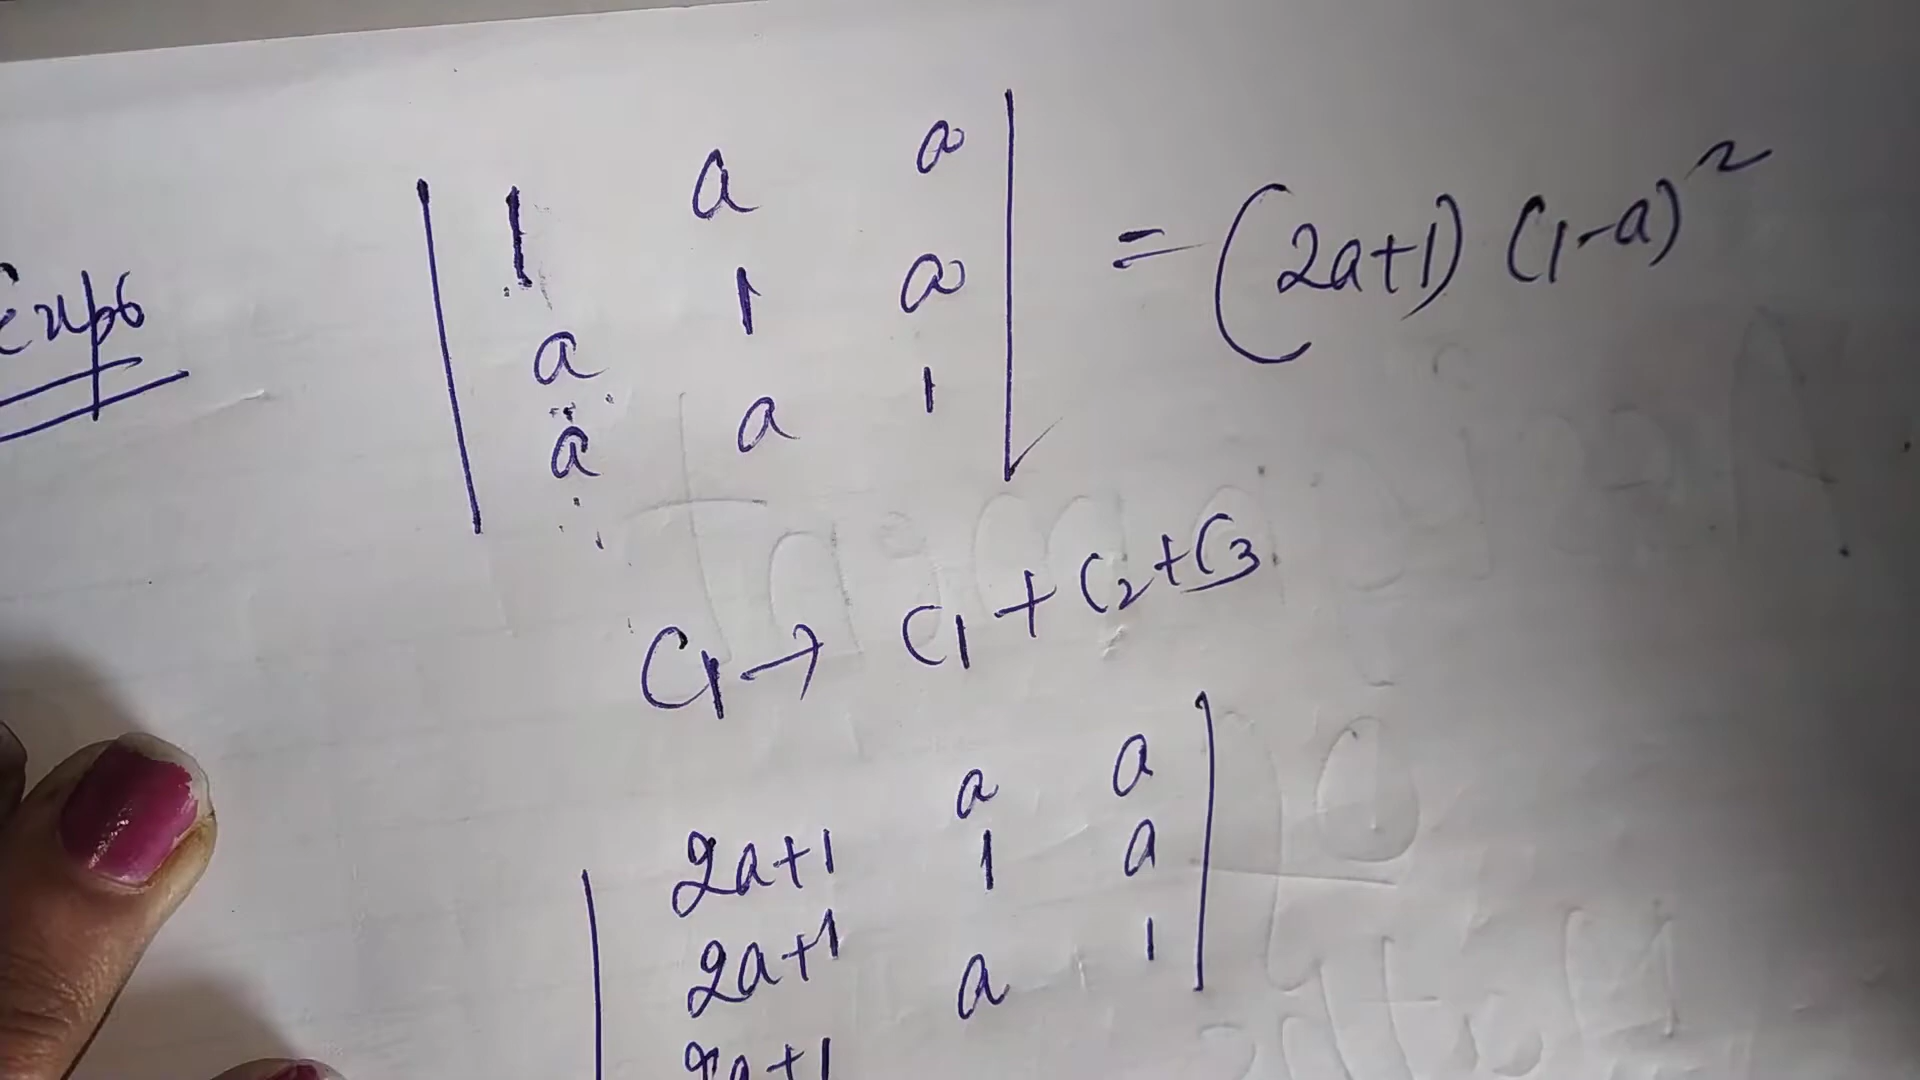 | 1 a a |
| a 1 a | = (2a+1) (1-a)²
| a a 1 |
C1 → C1 + C2 + C3
| 2a+1 a a |
| 2a+1 1 a |
| 2a+1 a 1 |